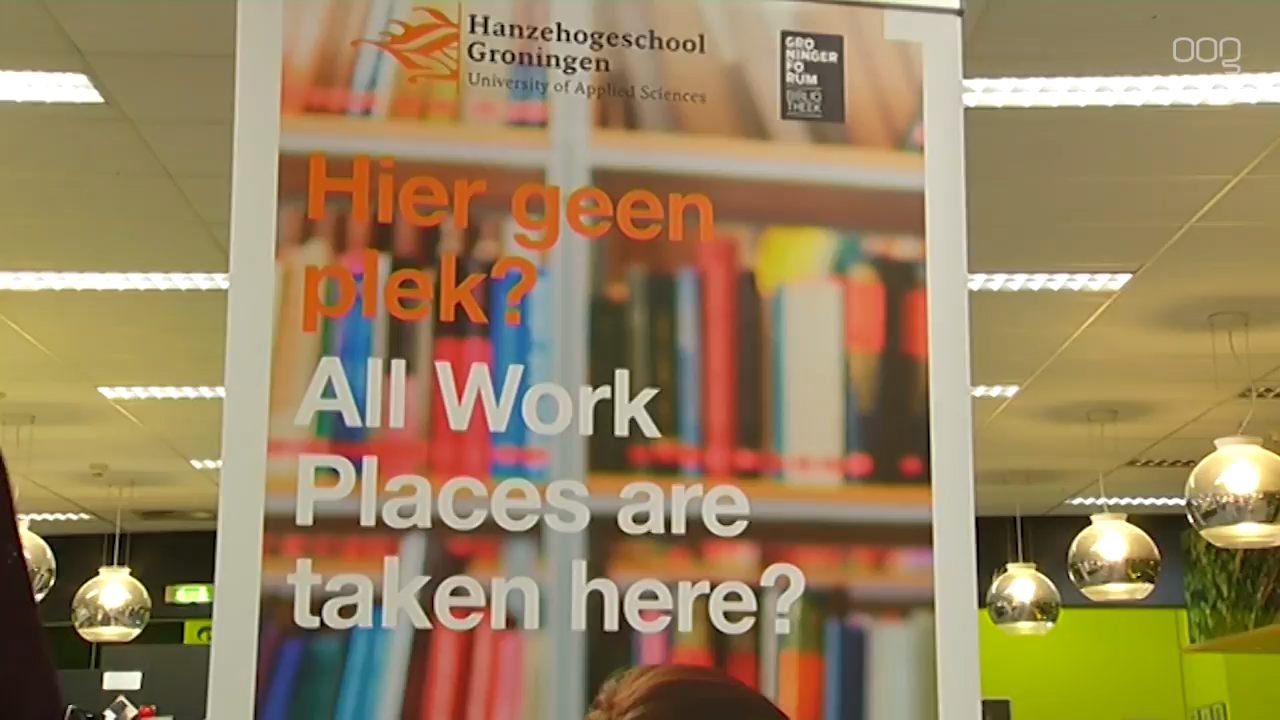 Hanzehogeschool
Groningen
University of Applied Sciences
GRO
NINGER
FO
RUM
BIBLIO
THEEK
oog
Hier geen
plek?
All Work
Places are
taken here?